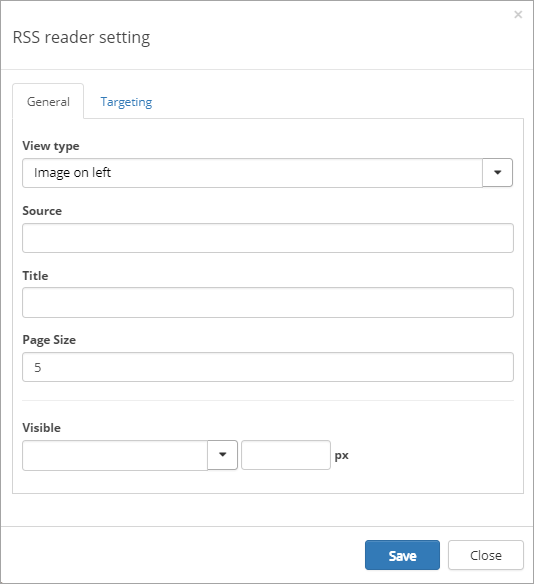 ×
RSS reader setting
General Targeting
View type
Image on left
Source
Title
Page Size
5
Visible
px
Save Close